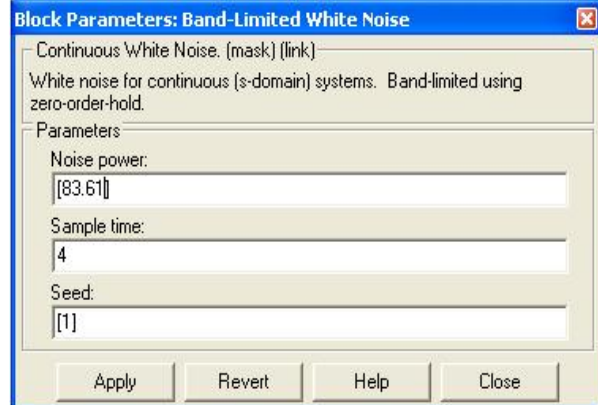 Block Parameters: Band-Limited White Noise
Continuous White Noise. (mask) (link)
White noise for continuous (s-domain) systems. Band-limited using
zero-order-hold.
Parameters
Noise power:
[83.61]
Sample time:
4
Seed:
[1]
Apply Revert Help Close